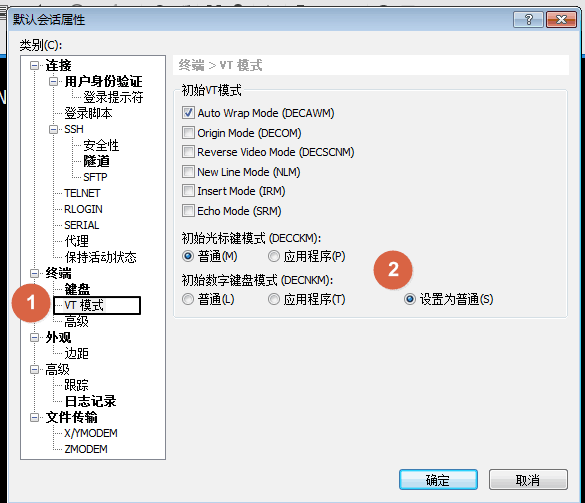 默认会话属性
类别(C):
连接
用户身份验证
登录提示符
登录脚本
SSH
安全性
隧道
SFTP
TELNET
RLOGIN
SERIAL
代理
保持活动状态
终端
键盘
VT 模式
高级
外观
边距
高级
跟踪
日志记录
文件传输
X/YMODEM
ZMODEM
1
终端 > VT 模式
初始VT模式
Auto Wrap Mode (DECAWM)
Origin Mode (DECOM)
Reverse Video Mode (DECSCNM)
New Line Mode (NLM)
Insert Mode (IRM)
Echo Mode (SRM)
初始光标键模式 (DECCKM):
普通(M) 应用程序(P)
2
初始数字键盘模式 (DECNKM):
普通(L) 应用程序(T) 设置为普通(S)
确定 取消